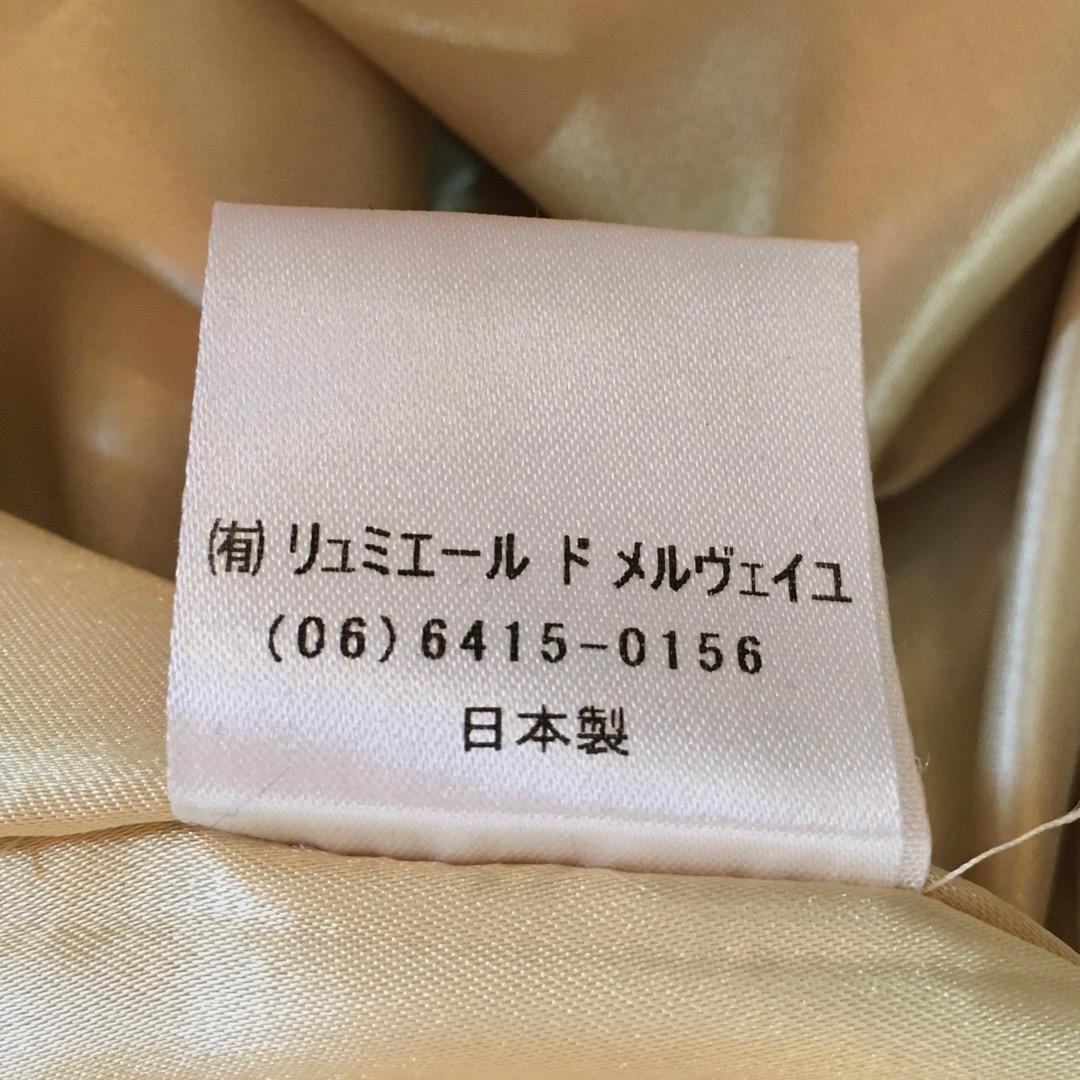 ㈲ リュミエール ド メルヴェイユ
(06)6415-0156
日本製